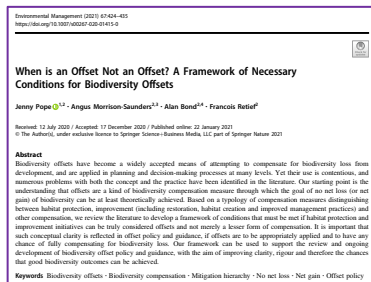 Environmental Management (2021) 67:424–435
https://doi.org/10.1007/s00267-020-01415-0
When is an Offset Not an Offset? A Framework of Necessary
Conditions for Biodiversity Offsets
Jenny Pope 1,2 · Angus Morrison-Saunders2,3 · Alan Bond2,4 · Francois Retief2
Received: 12 July 2020 / Accepted: 17 December 2020 / Published online: 22 January 2021
© The Author(s), under exclusive licence to Springer Science+Business Media, LLC part of Springer Nature 2021
Abstract
Biodiversity offsets have become a widely accepted means of attempting to compensate for biodiversity loss from
development, and are applied in planning and decision-making processes at many levels. Yet their use is contentious, and
numerous problems with both the concept and the practice have been identified in the literature. Our starting point is the
understanding that offsets are a kind of biodiversity compensation measure through which the goal of no net loss (or net
gain) of biodiversity can be at least theoretically achieved. Based on a typology of compensation measures distinguishing
between habitat protection, improvement (including restoration, habitat creation and improved management practices) and
other compensation, we review the literature to develop a framework of conditions that must be met if habitat protection and
improvement initiatives can be truly considered offsets and not merely a lesser form of compensation. It is important that
such conceptual clarity is reflected in offset policy and guidance, if offsets are to be appropriately applied and to have any
chance of fully compensating for biodiversity loss. Our framework can be used to support the review and ongoing
development of biodiversity offset policy and guidance, with the aim of improving clarity, rigour and therefore the chances
that good biodiversity outcomes can be achieved.
Keywords Biodiversity offsets · Biodiversity compensation · Mitigation hierarchy · No net loss · Net gain · Offset policy